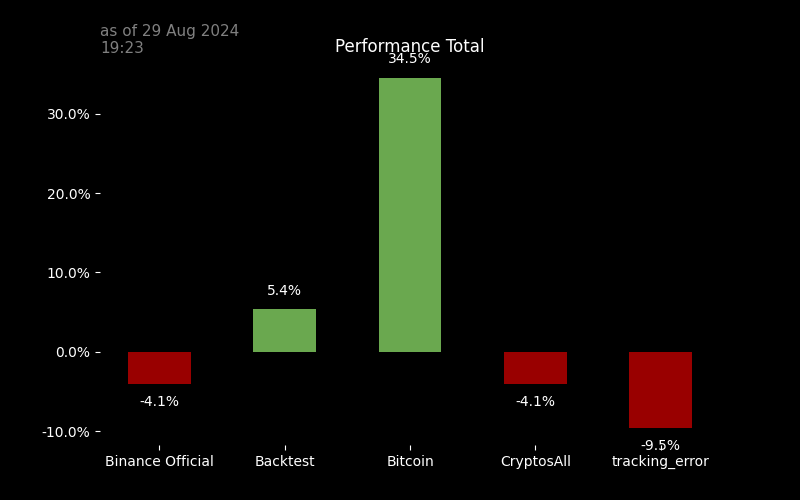 as of 29 Aug 2024
19:23
Performance Total
34.5%
30.0%
20.0%
10.0%
5.4%
0.0%
-4.1%
-4.1%
-10.0%
-9.5%
Binance Official
Backtest
Bitcoin
CryptosAll
tracking_error